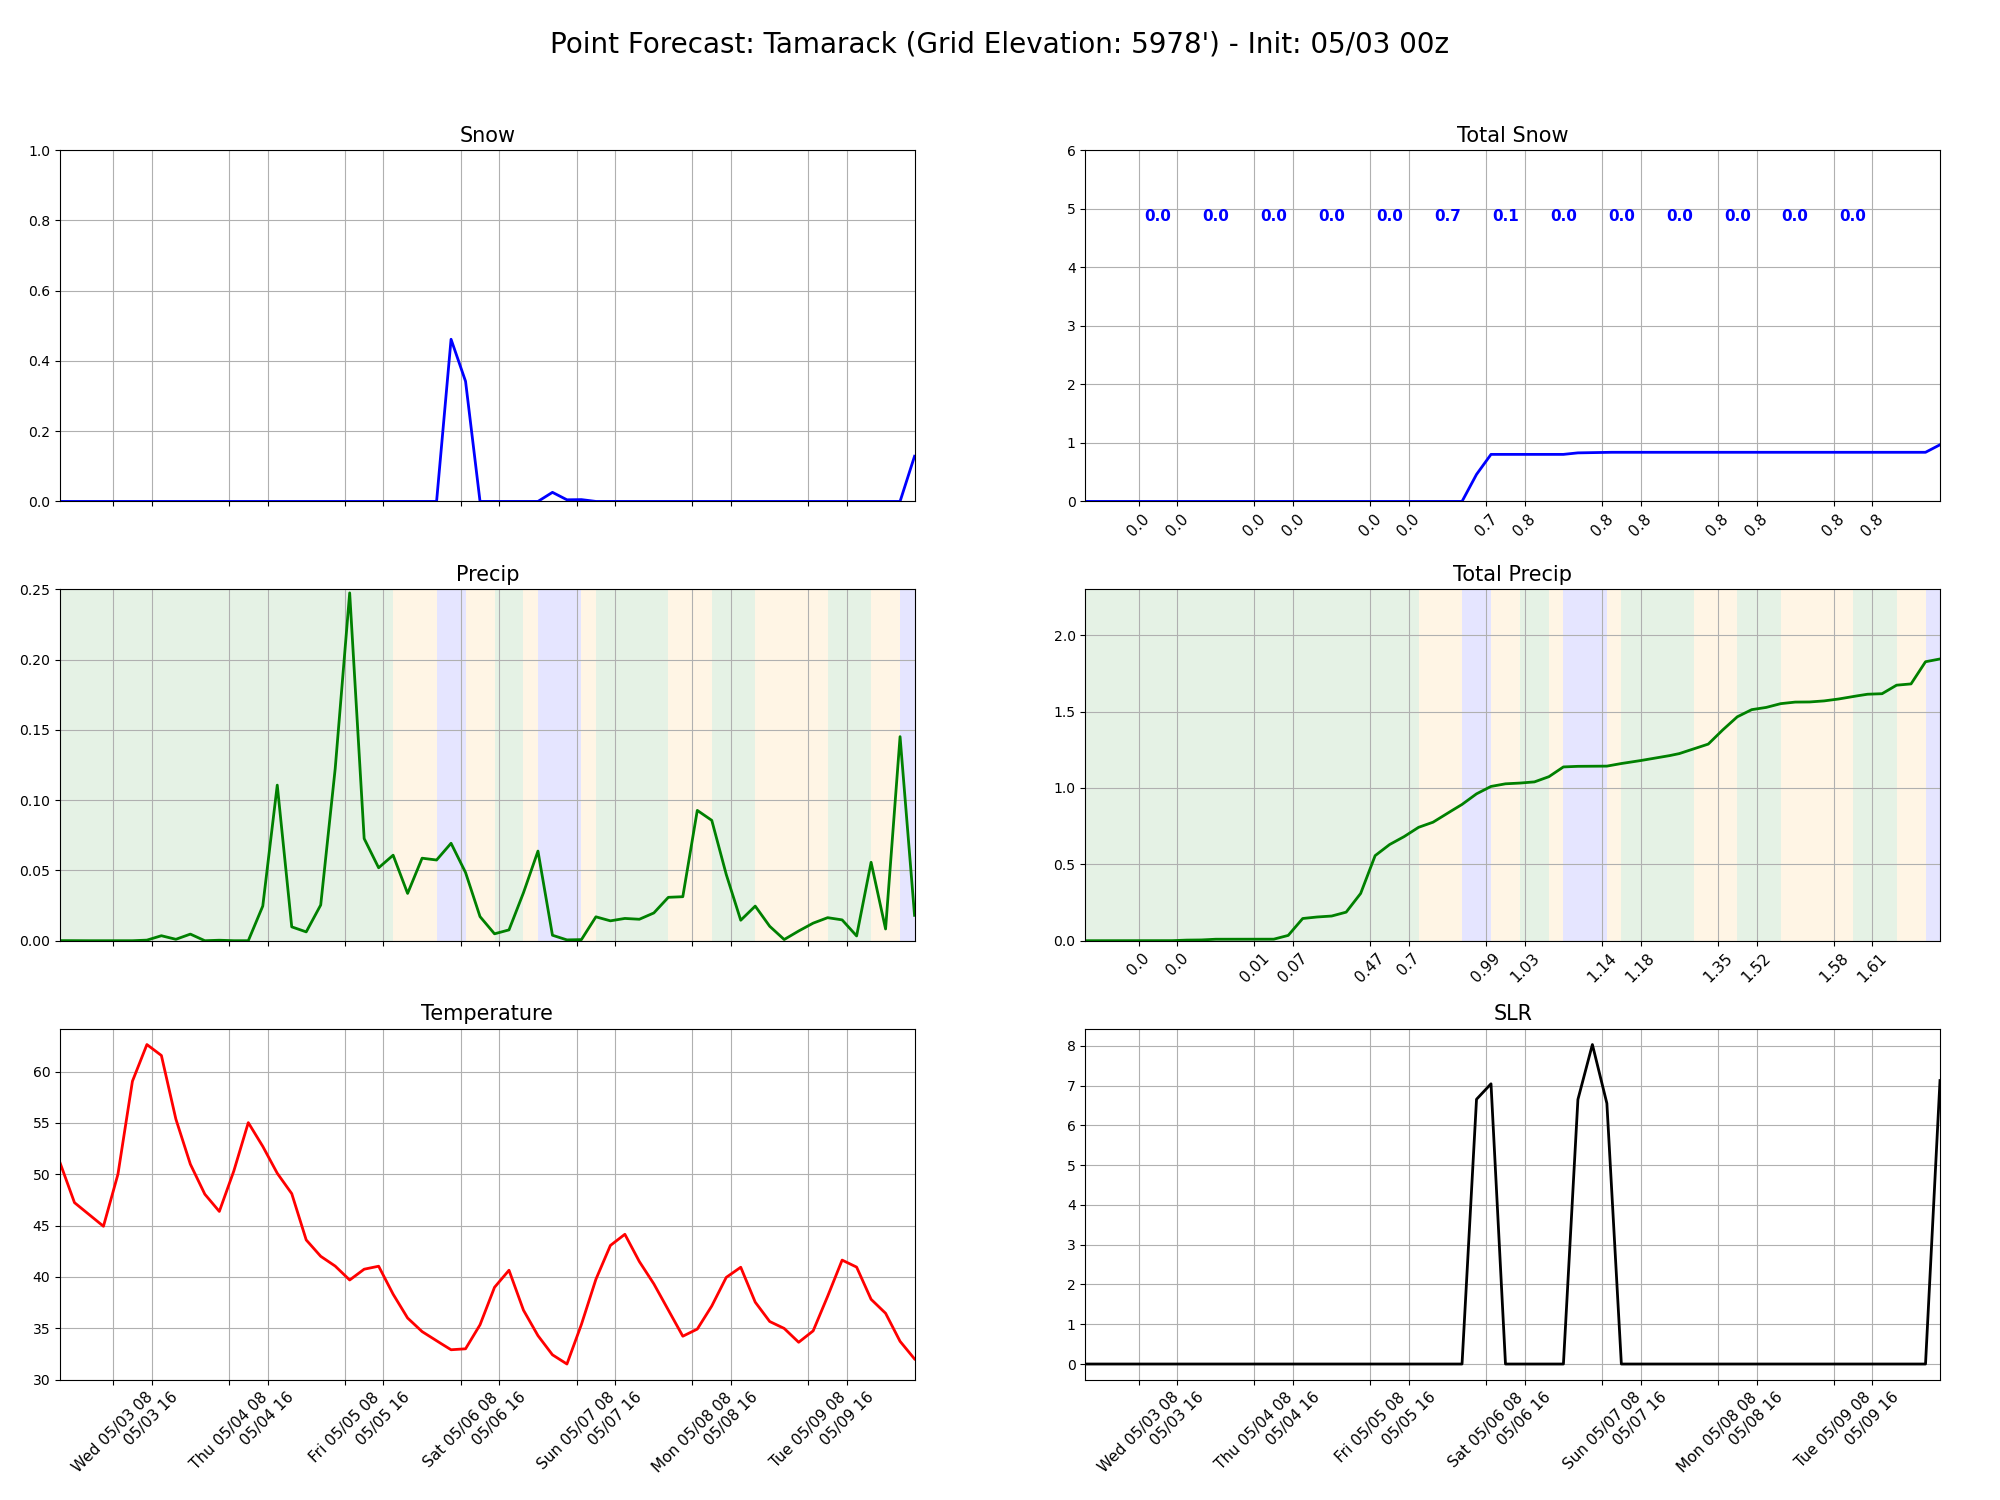 Point Forecast: Tamarack (Grid Elevation: 5978') - Init: 05/03 00z
Snow
1.0
0.8
0.6
0.4
0.2
0.0
Total Snow
6
5
4
3
2
1
0
0.0 0.0 0.0 0.0 0.0 0.7 0.1 0.0 0.0 0.0 0.0 0.0 0.0
0.0 0.0 0.0 0.0 0.0 0.0 0.7 0.8 0.8 0.8 0.8 0.8 0.8 0.8
Precip
0.25
0.20
0.15
0.10
0.05
0.00
Total Precip
2.0
1.5
1.0
0.5
0.0
0.0 0.0 0.01 0.07 0.47 0.7 0.99 1.03 1.14 1.18 1.35 1.52 1.58 1.61
Temperature
60
55
50
45
40
35
30
Wed 05/03 08
05/03 16
Thu 05/04 08
05/04 16
Fri 05/05 08
05/05 16
Sat 05/06 08
05/06 16
Sun 05/07 08
05/07 16
Mon 05/08 08
05/08 16
Tue 05/09 08
05/09 16
SLR
8
7
6
5
4
3
2
1
0
Wed 05/03 08
05/03 16
Thu 05/04 08
05/04 16
Fri 05/05 08
05/05 16
Sat 05/06 08
05/06 16
Sun 05/07 08
05/07 16
Mon 05/08 08
05/08 16
Tue 05/09 08
05/09 16